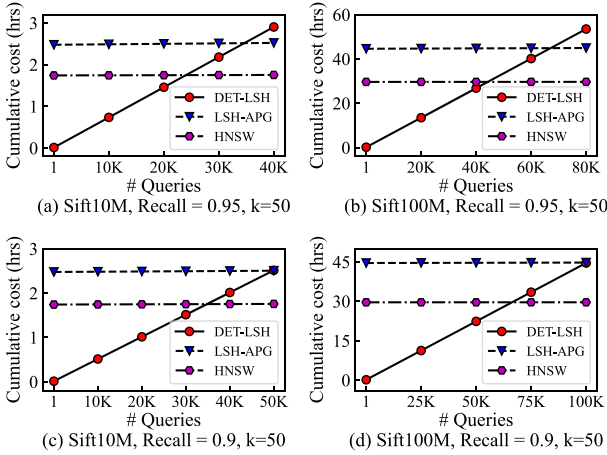 Cumulative cost (hrs)
3
2
1
0
DET-LSH
LSH-APG
HNSW
1 10K 20K 30K 40K
# Queries
(a) Sift10M, Recall = 0.95, k=50
Cumulative cost (hrs)
60
40
20
0
DET-LSH
LSH-APG
HNSW
1 20K 40K 60K 80K
# Queries
(b) Sift100M, Recall = 0.95, k=50
Cumulative cost (hrs)
3
2
1
0
DET-LSH
LSH-APG
HNSW
1 10K 20K 30K 40K 50K
# Queries
(c) Sift10M, Recall = 0.9, k=50
Cumulative cost (hrs)
45
30
15
0
DET-LSH
LSH-APG
HNSW
1 25K 50K 75K 100K
# Queries
(d) Sift100M, Recall = 0.9, k=50